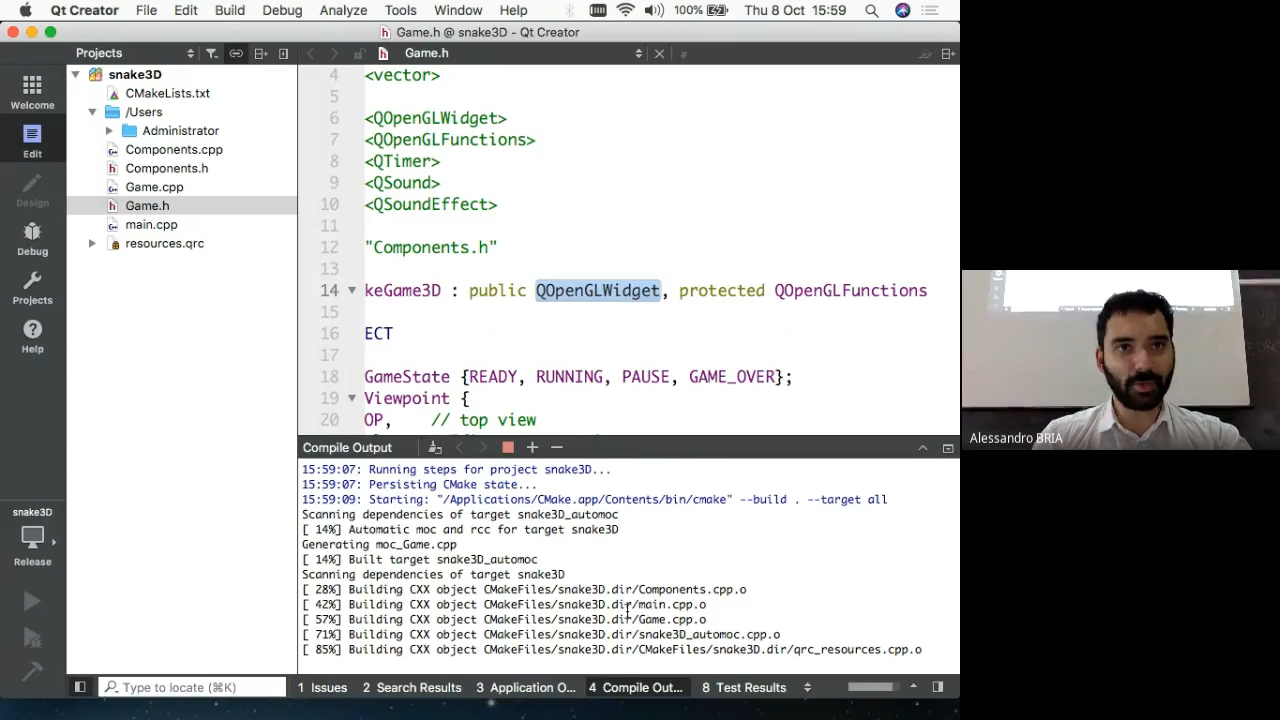 Qt Creator File Edit Build Debug Analyze Tools Window Help 100% Thu 8 Oct 15:59
Game.h @ snake3D - Qt Creator
Projects
Game.h
Welcome
Edit
Design
Debug
Projects
Help
snake3D
Release
snake3D
CMakeLists.txt
/Users
Administrator
Components.cpp
Components.h
Game.cpp
Game.h
main.cpp
resources.qrc
4 <vector>
5
6 <QOpenGLWidget>
7 <QOpenGLFunctions>
8 <QTimer>
9 <QSound>
10 <QSoundEffect>
11
12 "Components.h"
13
14 keGame3D : public QOpenGLWidget, protected QOpenGLFunctions
15
16 ECT
17
18 GameState {READY, RUNNING, PAUSE, GAME_OVER};
19 Viewpoint {
20 OP, // top view
Compile Output
15:59:07: Running steps for project snake3D...
15:59:07: Persisting CMake state...
15:59:09: Starting: "/Applications/CMake.app/Contents/bin/cmake" --build . --target all
Scanning dependencies of target snake3D_automoc
[ 14%] Automatic moc and rcc for target snake3D
Generating moc_Game.cpp
[ 14%] Built target snake3D_automoc
Scanning dependencies of target snake3D
[ 28%] Building CXX object CMakeFiles/snake3D.dir/Components.cpp.o
[ 42%] Building CXX object CMakeFiles/snake3D.dir/main.cpp.o
[ 57%] Building CXX object CMakeFiles/snake3D.dir/Game.cpp.o
[ 71%] Building CXX object CMakeFiles/snake3D.dir/snake3D_automoc.cpp.o
[ 85%] Building CXX object CMakeFiles/snake3D.dir/CMakeFiles/snake3D.dir/qrc_resources.cpp.o
Type to locate (⌘K) 1 Issues 2 Search Results 3 Application O... 4 Compile Out... 8 Test Results
Alessandro BRIA